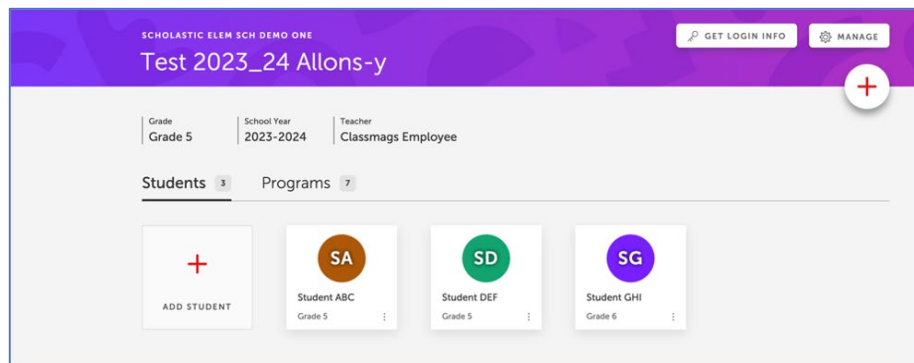 SCHOLASTIC ELEM SCH DEMO ONE
Test 2023_24 Allons-y
GET LOGIN INFO
MANAGE
Grade
Grade 5
School Year
2023-2024
Teacher
Classmags Employee
Students 3
Programs 7
ADD STUDENT
SA
Student ABC
Grade 5
SD
Student DEF
Grade 5
SG
Student GHI
Grade 6